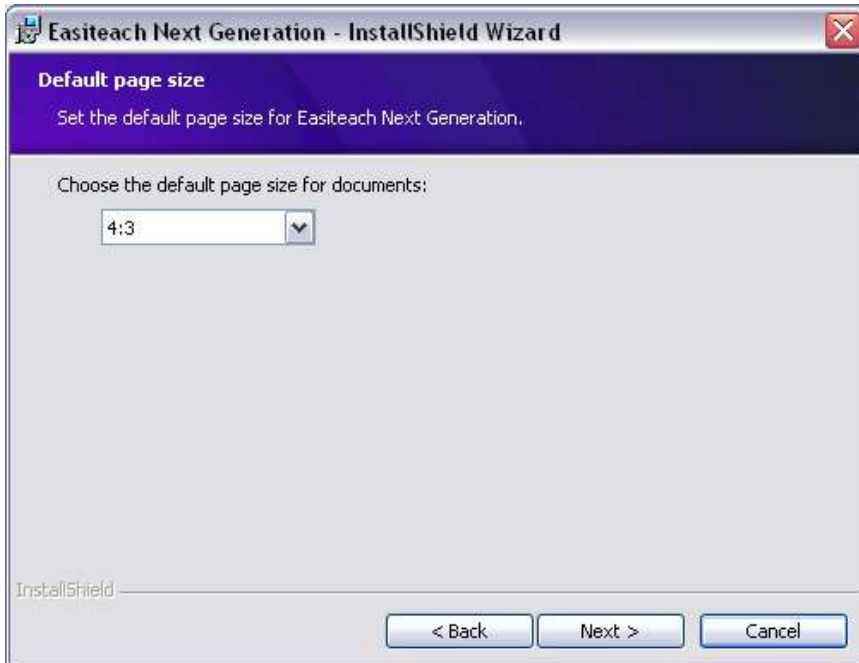 Easiteach Next Generation - InstallShield Wizard
Default page size
Set the default page size for Easiteach Next Generation.
Choose the default page size for documents:
4:3
InstallShield
< Back Next > Cancel